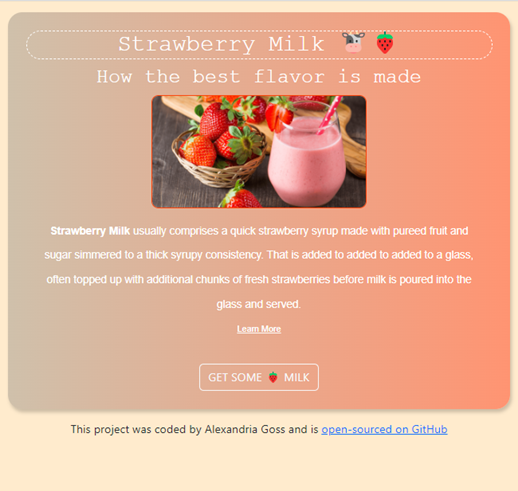 Strawberry Milk 🐮🍓
How the best flavor is made
Strawberry Milk usually comprises a quick strawberry syrup made with pureed fruit and
sugar simmered to a thick syrupy consistency. That is added to added to added to a glass,
often topped up with additional chunks of fresh strawberries before milk is poured into the
glass and served.
Learn More
GET SOME 🍓 MILK
This project was coded by Alexandria Goss and is open-sourced on GitHub